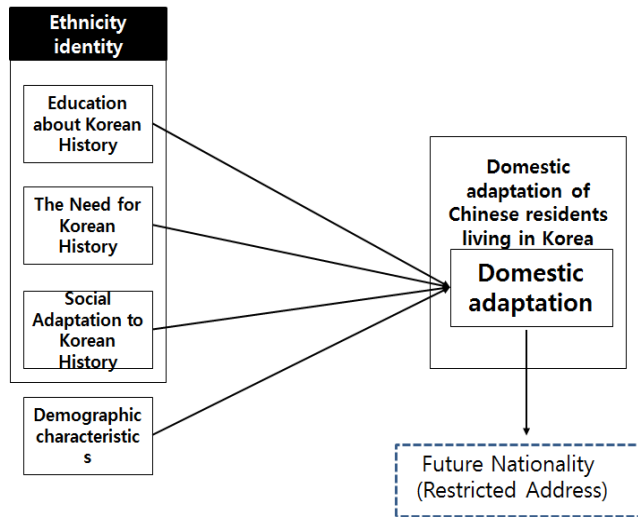 Ethnicity
identity
Education
about Korean
History
The Need for
Korean
History
Social
Adaptation to
Korean
History
Demographic
characteristic
s
Domestic
adaptation of
Chinese residents
living in Korea
Domestic
adaptation
Future Nationality
(Restricted Address)